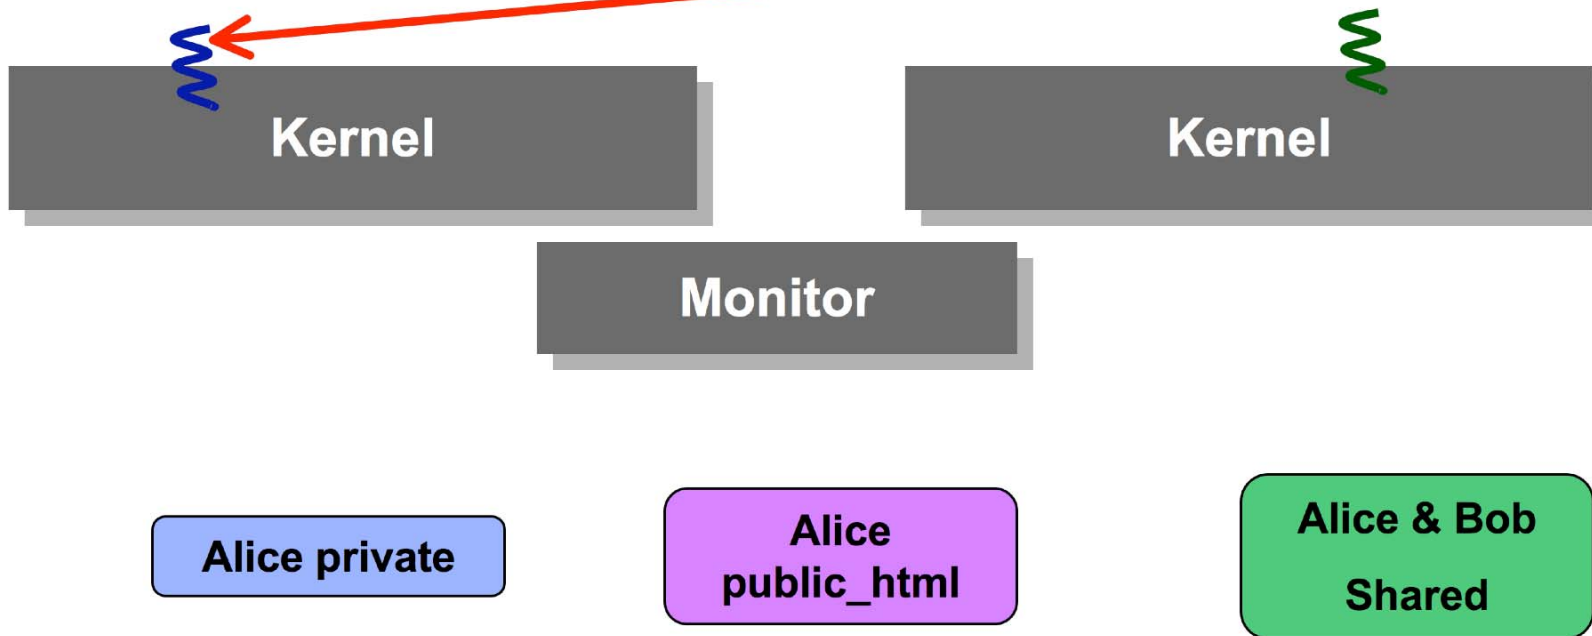 Kernel
Kernel
Monitor
Alice private
Alice
public_html
Alice & Bob
Shared